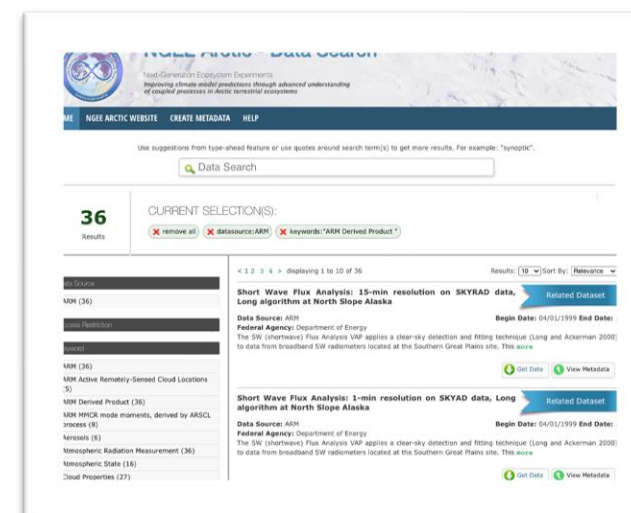 NGEE Arctic - Data Search
Next-Generation Ecosystem Experiments
Improving climate model predictions through advanced understanding
of coupled processes in Arctic terrestrial ecosystems
ME NGEE ARCTIC WEBSITE CREATE METADATA HELP
Use suggestions from type-ahead feature or use quotes around search term(s) to get more results. For example: "synoptic".
Data Search
36
Results
CURRENT SELECTION(S):
remove all datasource:ARM keywords:"ARM Derived Product "
ata Source
ARM (36)
ccess Restriction
eyword
ARM (36)
ARM Active Remotely-Sensed Cloud Locations
(5)
ARM Derived Product (36)
ARM MMCR mode moments, derived by ARSCL
process (8)
Aerosols (6)
Atmospheric Radiation Measurement (36)
Atmospheric State (16)
Cloud Properties (27)
< 1 2 3 4 > displaying 1 to 10 of 36 Results: 10 Sort By: Relevance
Short Wave Flux Analysis: 15-min resolution on SKYRAD data,
Long algorithm at North Slope Alaska
Related Dataset
Data Source: ARM Begin Date: 04/01/1999 End Date:
Federal Agency: Department of Energy
The SW (shortwave) Flux Analysis VAP applies a clear-sky detection and fitting technique (Long and Ackerman 2000)
to data from broadband SW radiometers located at the Southern Great Plains site. This more
Get Data View Metadata
Short Wave Flux Analysis: 1-min resolution on SKYAD data, Long
algorithm at North Slope Alaska
Related Dataset
Data Source: ARM Begin Date: 04/01/1999 End Date:
Federal Agency: Department of Energy
The SW (shortwave) Flux Analysis VAP applies a clear-sky detection and fitting technique (Long and Ackerman 2000)
to data from broadband SW radiometers located at the Southern Great Plains site. This more
Get Data View Metadata